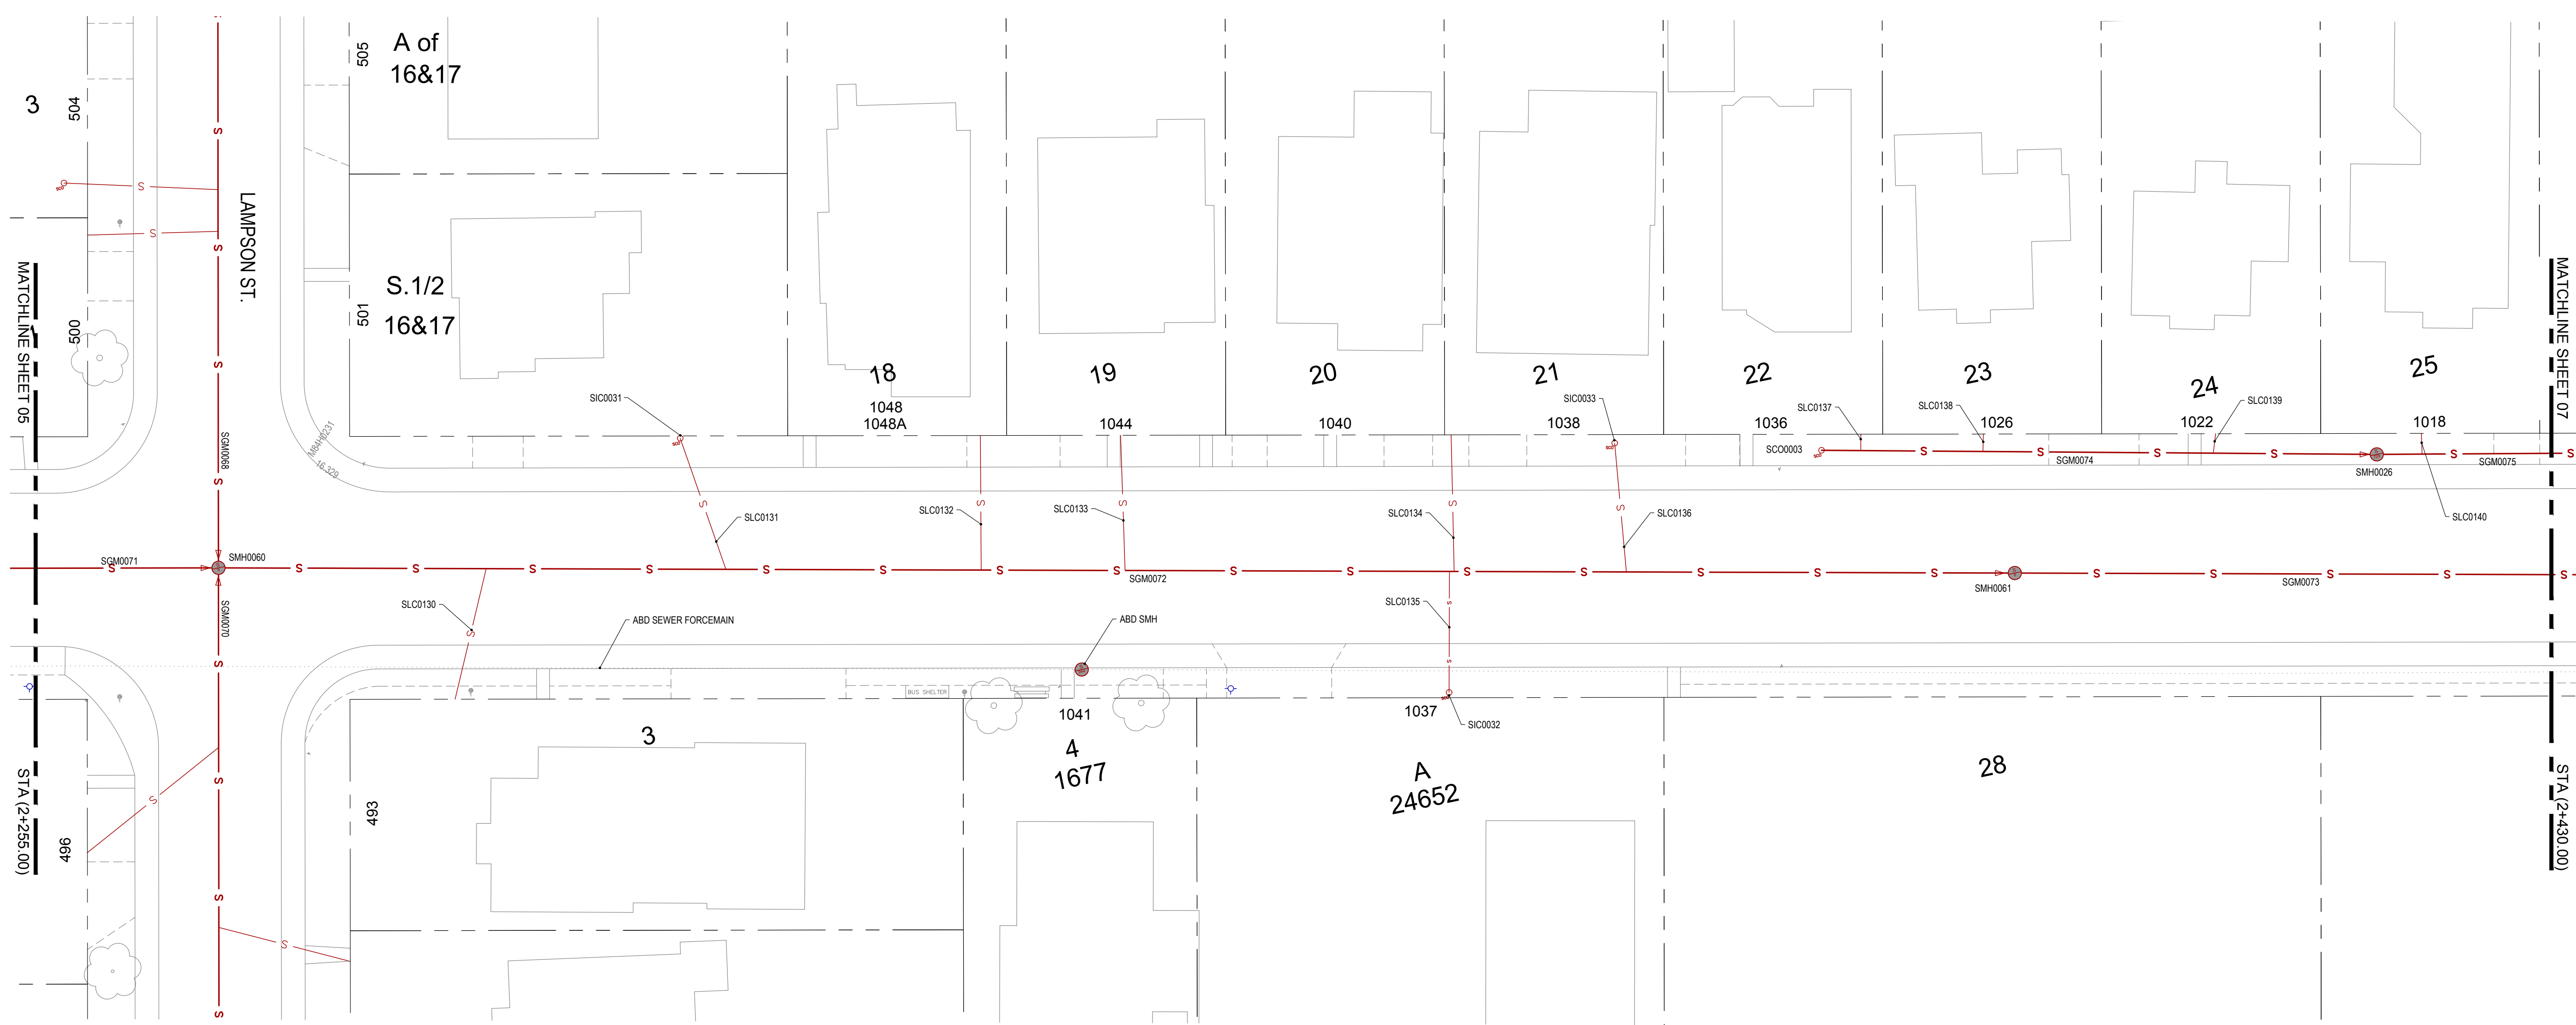 A of
16&17
505
504
3
LAMPSON ST.
S.1/2
16&17
501
500
MATCHLINE SHEET 05
STA (2+255.00)
MATCHLINE SHEET 07
STA (2+430.00)
18
1048
1048A
19
1044
20
1040
21
1038
22
1036
23
1026
24
1022
25
1018
SIC0031
SIC0033
SLC0137
SLC0138
SLC0139
SCO0003
SGM0074
SMH0026
SGM0075
SLC0140
M84H0231
16.329
SGM0068
SLC0131
SLC0132
SLC0133
SLC0134
SLC0136
SGM0071
SMH0060
SGM0072
SMH0061
SGM0073
SGM0070
SLC0130
ABD SEWER FORCEMAIN
ABD SMH
SLC0135
BUS SHELTER
SIC0032
1041
1037
3
4
1677
A
24652
28
493
496
S S S S S S S S S S S S S S S S S S